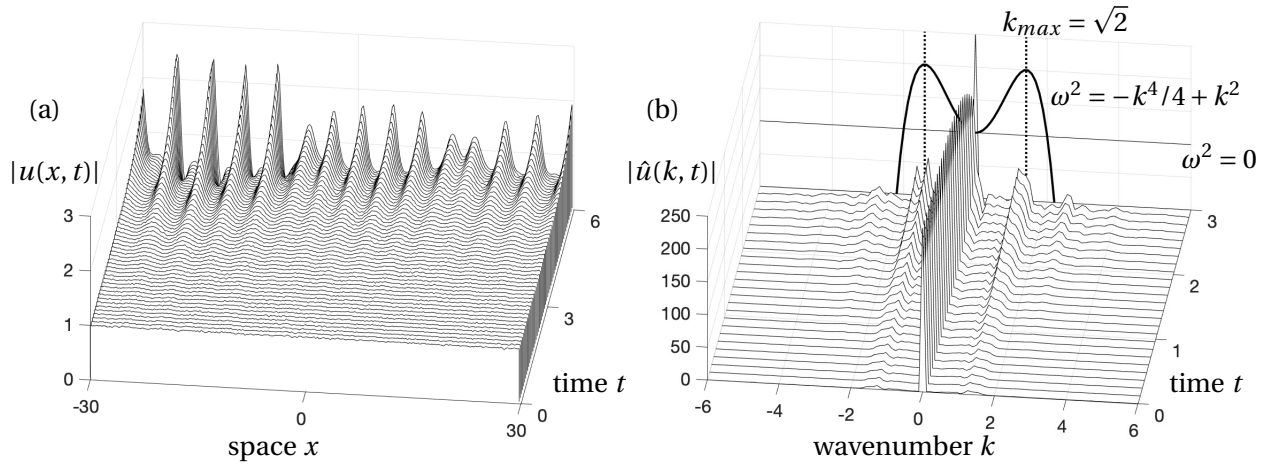 (a)
|u(x, t)|
3
2
1
0
-30
0
30
space x
0
3
6
time t
(b)
k_max = √2
ω² = −k⁴/4 + k²
ω² = 0
|û(k, t)|
250
200
150
100
50
0
-6
-4
-2
0
2
4
6
wavenumber k
0
1
2
3
time t